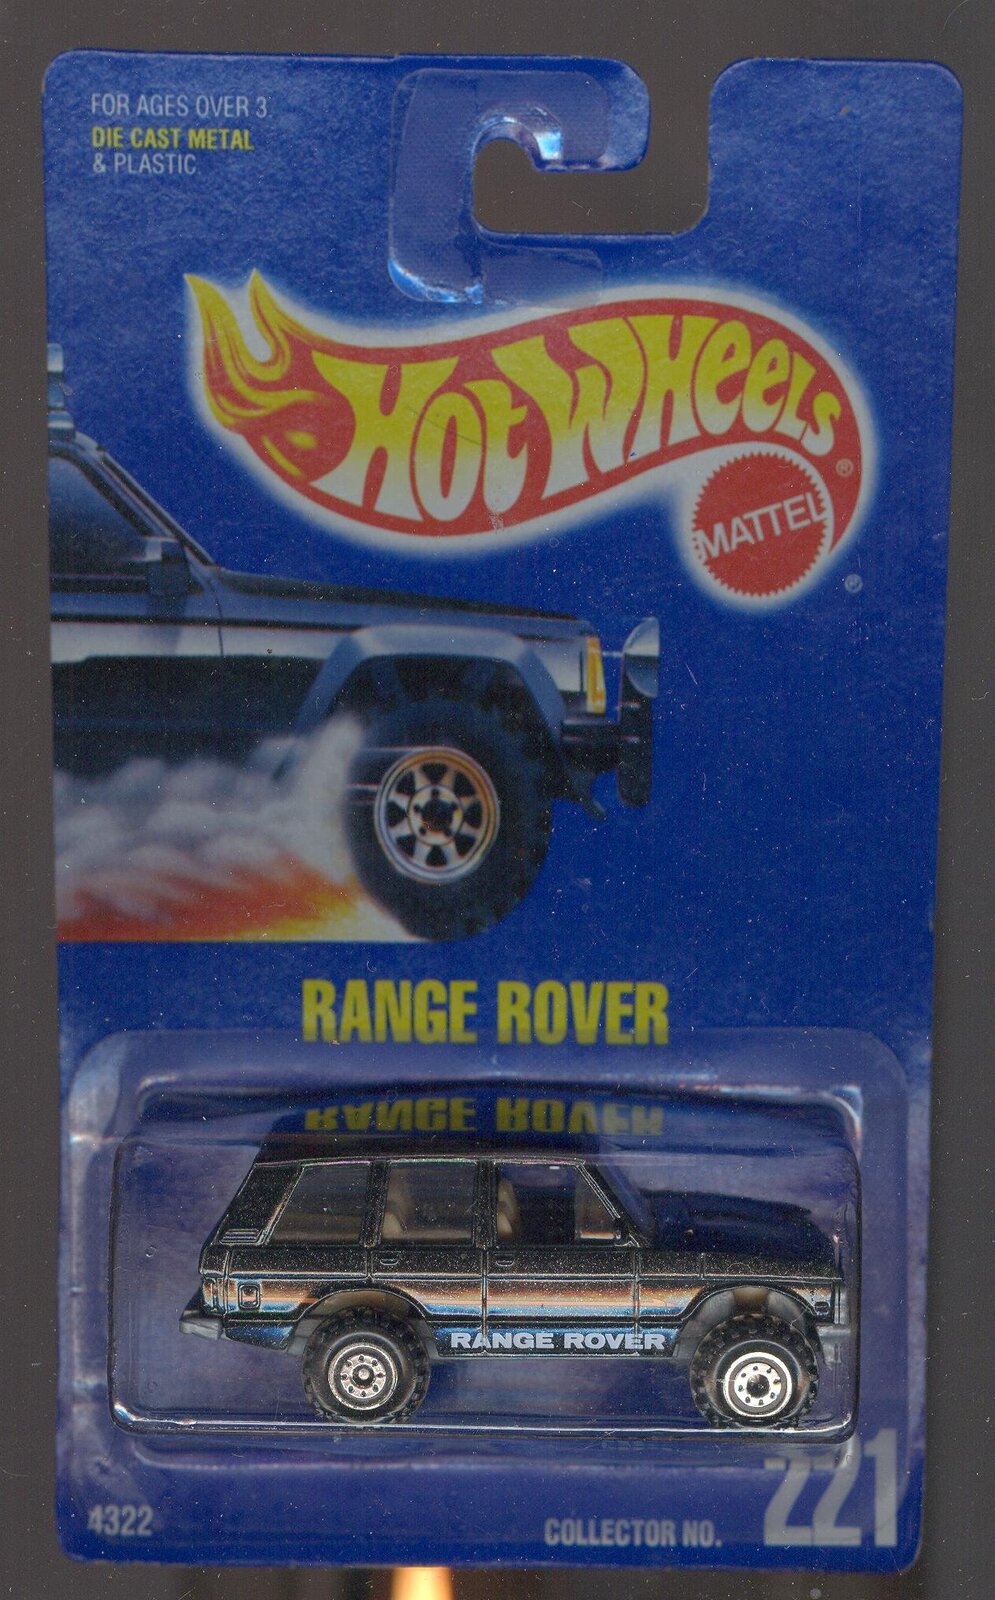 FOR AGES OVER 3
DIE CAST METAL
& PLASTIC
HOT WHEELS ®
MATTEL
®
RANGE ROVER
RANGE ROVER
RANGE ROVER
4322
COLLECTOR NO. 221